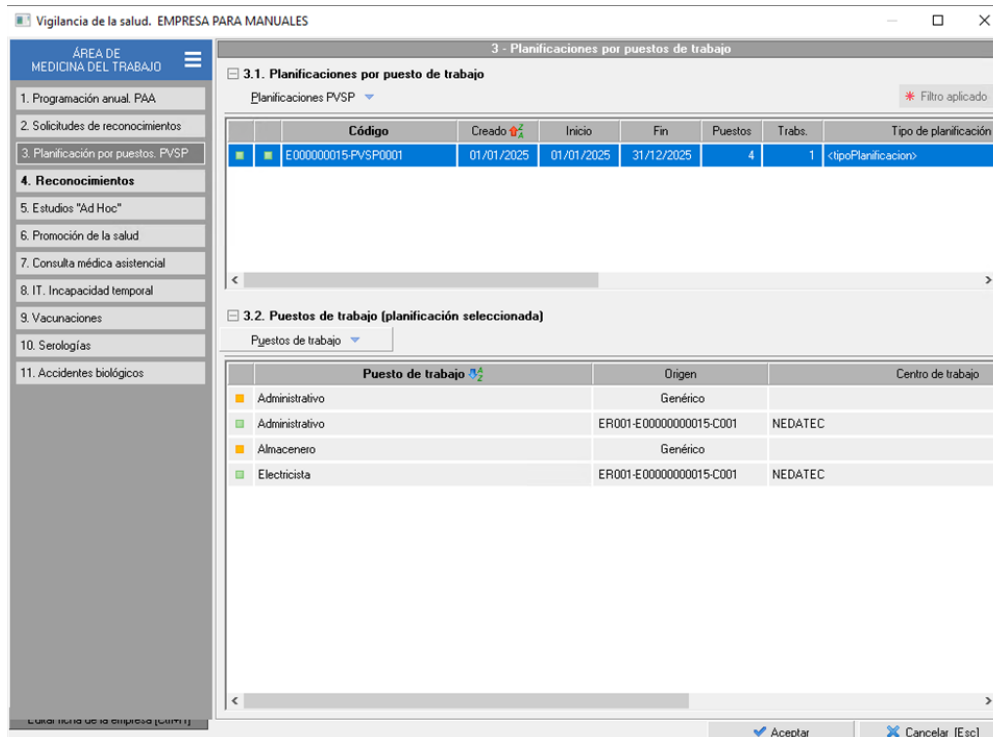 Vigilancia de la salud. EMPRESA PARA MANUALES
ÁREA DE
MEDICINA DEL TRABAJO
1. Programación anual. PAA
2. Solicitudes de reconocimientos
3. Planificación por puestos. PVSP
4. Reconocimientos
5. Estudios "Ad Hoc"
6. Promoción de la salud
7. Consulta médica asistencial
8. IT. Incapacidad temporal
9. Vacunaciones
10. Serologías
11. Accidentes biológicos
Editar ficha de la empresa [Ctrl+T]
3 - Planificaciones por puestos de trabajo
3.1. Planificaciones por puesto de trabajo
Planificaciones PVSP
Filtro aplicado
Código Creado Inicio Fin Puestos Trabs. Tipo de planificación
E000000015-PVSP0001 01/01/2025 01/01/2025 31/12/2025 4 1 <tipoPlanificacion>
3.2. Puestos de trabajo (planificación seleccionada)
Puestos de trabajo
Puesto de trabajo Origen Centro de trabajo
Administrativo Genérico
Administrativo ER001-E00000000015-C001 NEDATEC
Almacenero Genérico
Electricista ER001-E00000000015-C001 NEDATEC
Aceptar Cancelar [Esc]